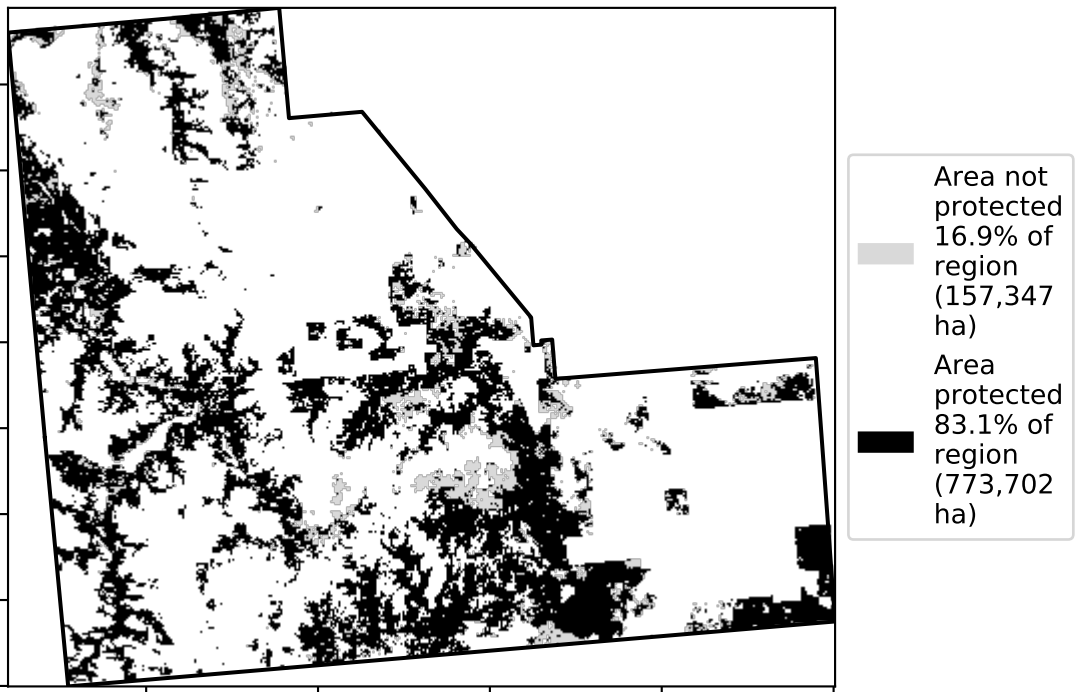 Area not
protected
16.9% of
region
(157,347
ha)
Area
protected
83.1% of
region
(773,702
ha)